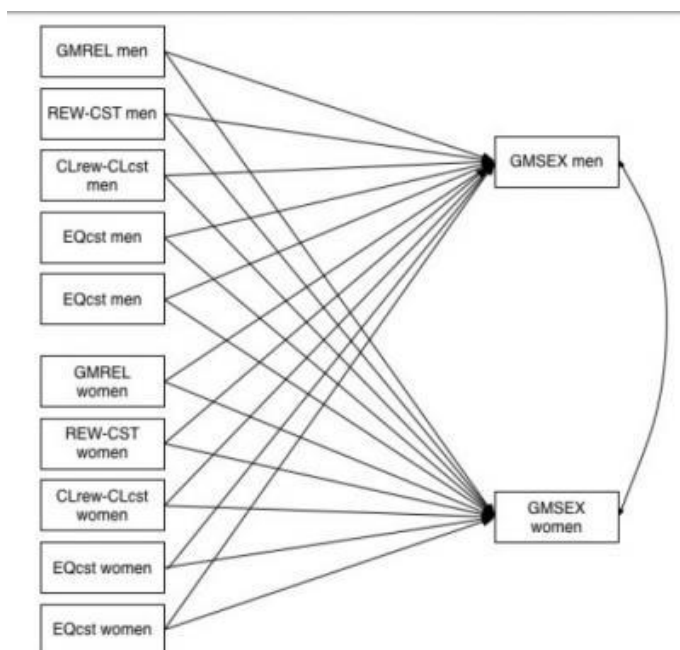 GMREL men
REW-CST men
CLrew-CLcst
men
EQcst men
EQcst men
GMREL
women
REW-CST
women
CLrew-CLcst
women
EQcst women
EQcst women
GMSEX men
GMSEX
women